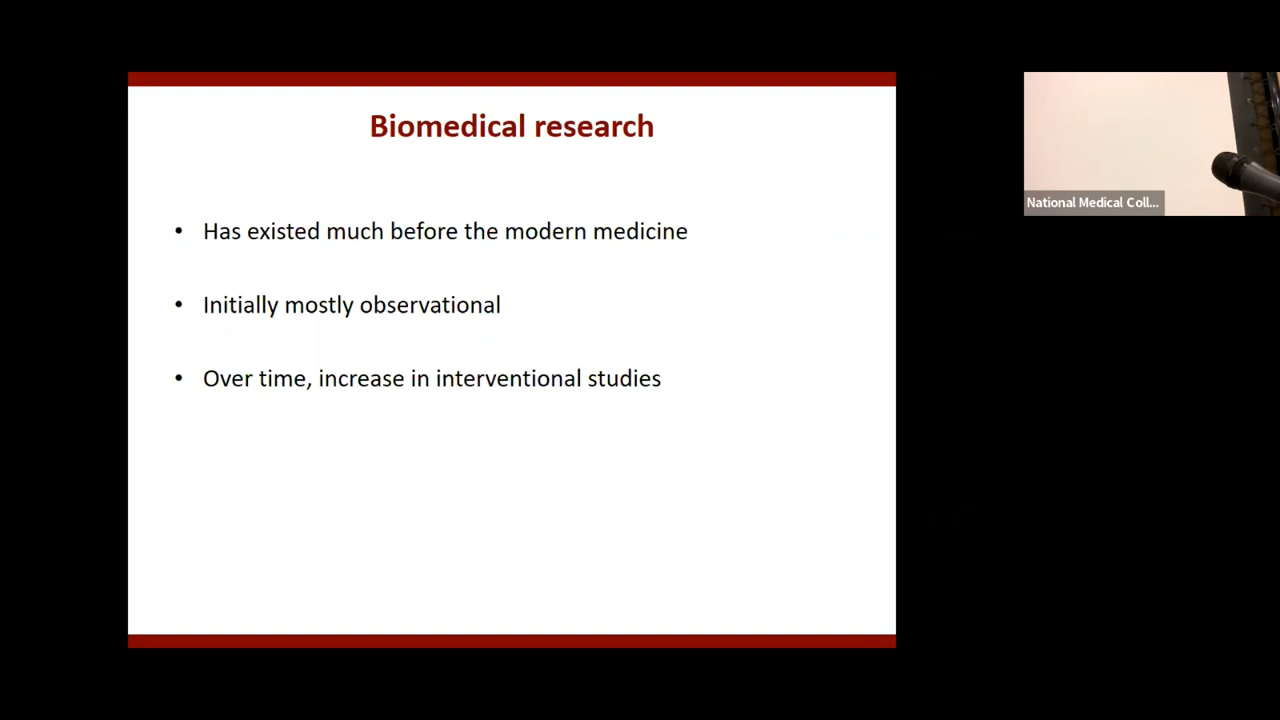 Biomedical research
• Has existed much before the modern medicine
• Initially mostly observational
• Over time, increase in interventional studies
National Medical Coll...